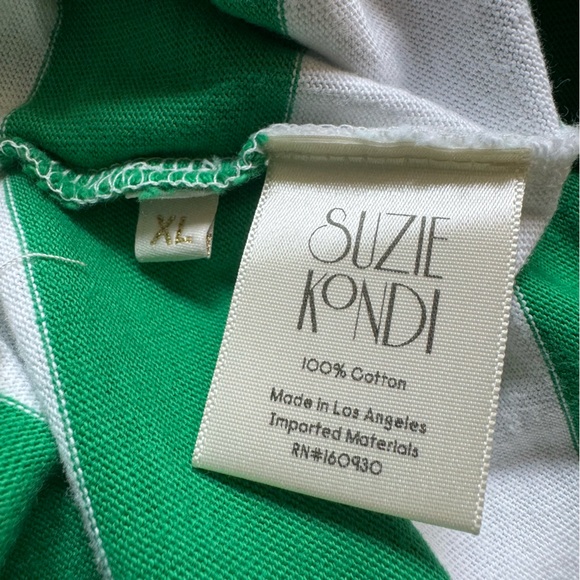 XL
SUZIE
KONDI
100% Cotton
Made in Los Angeles
Imported Materials
RN#160930